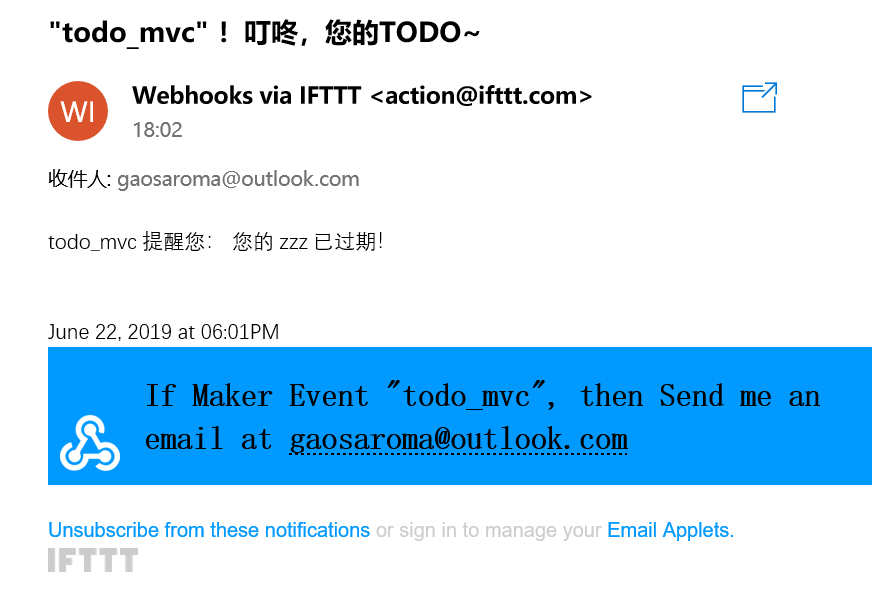 "todo_mvc"！叮咚，您的TODO~
WI
Webhooks via IFTTT <action@ifttt.com>
18:02
收件人: gaosaroma@outlook.com
todo_mvc 提醒您： 您的 zzz 已过期！
June 22, 2019 at 06:01PM
If Maker Event "todo_mvc", then Send me an
email at gaosaroma@outlook.com
Unsubscribe from these notifications or sign in to manage your Email Applets.
IFTTT